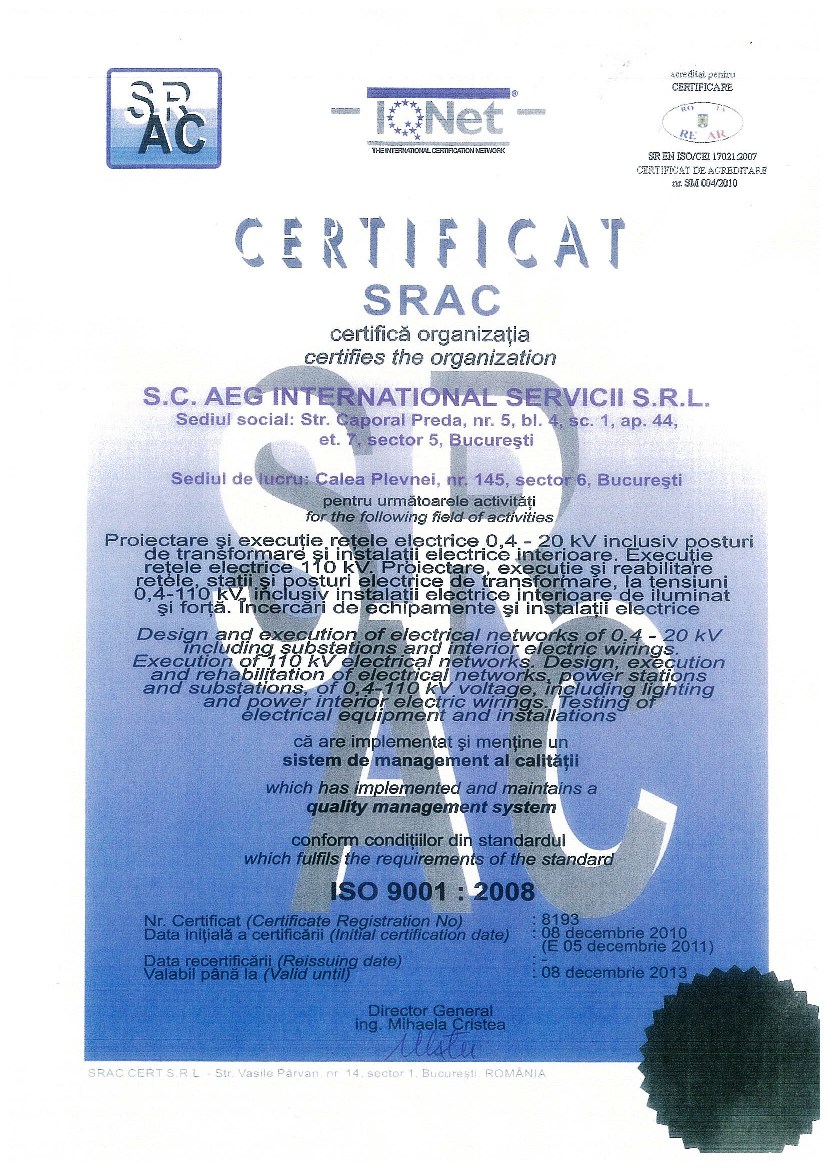 SR
AC
IQNet®
THE INTERNATIONAL CERTIFICATION NETWORK
acreditat pentru
CERTIFICARE
RE AR
SR EN ISO/CEI 17021:2007
CERTIFICAT DE ACREDITARE
nr. SM 004/2010
CERTIFICAT
SRAC
certifică organizația
certifies the organization
S.C. AEG INTERNATIONAL SERVICII S.R.L.
Sediul social: Str. Caporal Preda, nr. 5, bl. 4, sc. 1, ap. 44,
et. 7, sector 5, București
Sediul de lucru: Calea Plevnei, nr. 145, sector 6, București
pentru următoarele activități
for the following field of activities
Proiectare și execuție rețele electrice 0,4 - 20 kV inclusiv posturi
de transformare și instalații electrice interioare. Execuție
rețele electrice 110 kV. Proiectare, execuție și reabilitare
rețele, stații și posturi electrice de transformare, la tensiuni
0,4-110 kV, inclusiv instalații electrice interioare de iluminat
și forță. Încercări de echipamente și instalații electrice
Design and execution of electrical networks of 0,4 - 20 kV
including substations and interior electric wirings.
Execution of 110 kV electrical networks. Design, execution
and rehabilitation of electrical networks, power stations
and substations, of 0,4-110 kV voltage, including lighting
and power interior electric wirings. Testing of
electrical equipment and installations
că are implementat și menține un
sistem de management al calității
which has implemented and maintains a
quality management system
conform condițiilor din standardul
which fulfils the requirements of the standard
ISO 9001 : 2008
Nr. Certificat (Certificate Registration No) : 8193
Data inițială a certificării (Initial certification date) : 08 decembrie 2010
(E 05 decembrie 2011)
Data recertificării (Reissuing date) : -
Valabil până la (Valid until) : 08 decembrie 2013
Director General
ing. Mihaela Cristea
SRAC CERT S.R.L. - Str. Vasile Pârvan, nr. 14, sector 1, București, ROMÂNIA